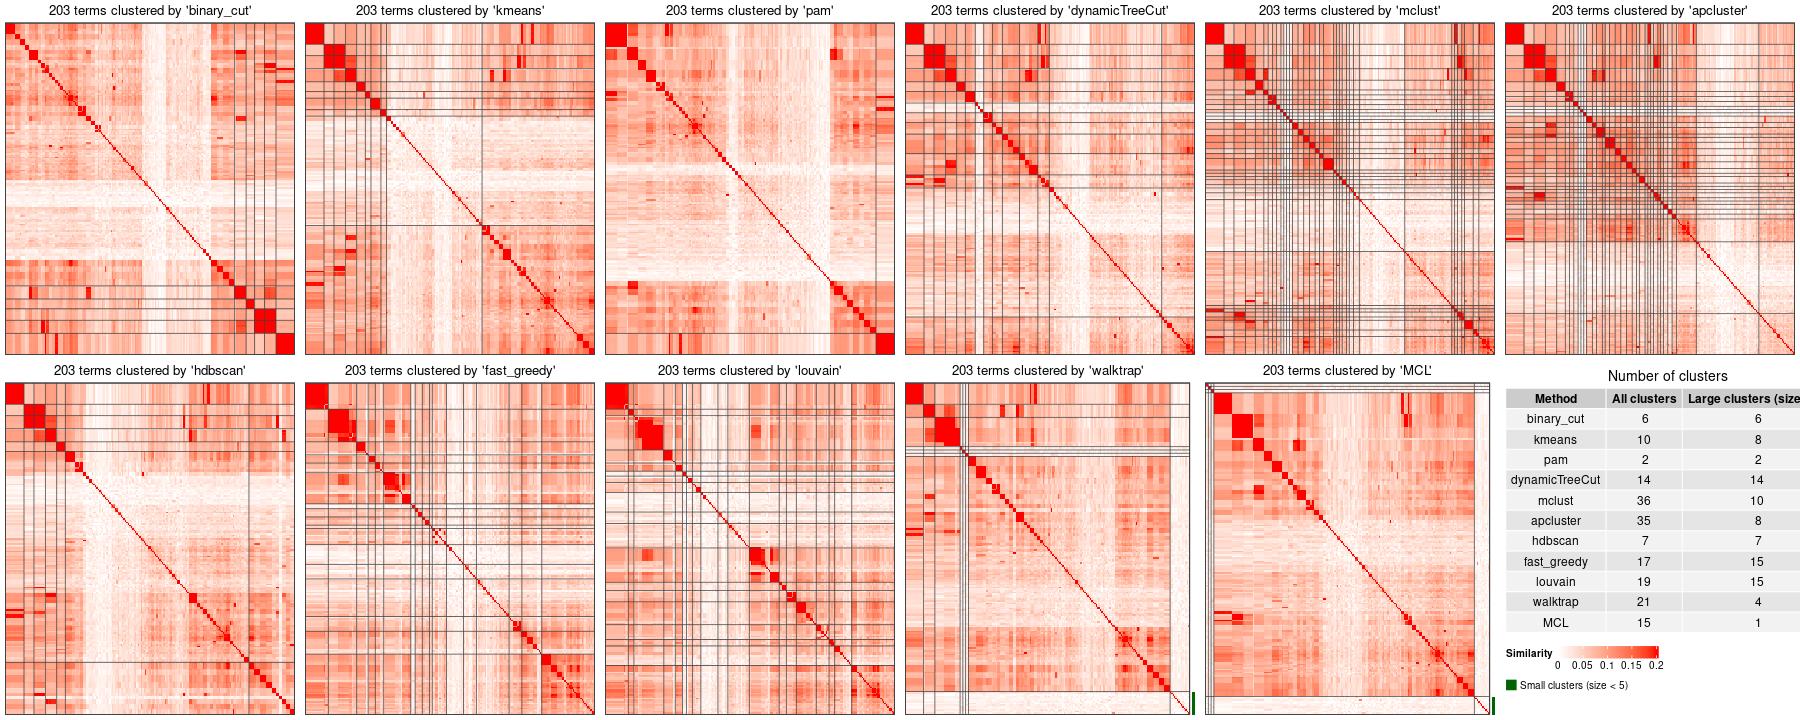 203 terms clustered by 'binary_cut'
203 terms clustered by 'kmeans'
203 terms clustered by 'pam'
203 terms clustered by 'dynamicTreeCut'
203 terms clustered by 'mclust'
203 terms clustered by 'apcluster'
203 terms clustered by 'hdbscan'
203 terms clustered by 'fast_greedy'
203 terms clustered by 'louvain'
203 terms clustered by 'walktrap'
203 terms clustered by 'MCL'
Number of clusters
Method All clusters Large clusters (size
binary_cut 6 6
kmeans 10 8
pam 2 2
dynamicTreeCut 14 14
mclust 36 10
apcluster 35 8
hdbscan 7 7
fast_greedy 17 15
louvain 19 15
walktrap 21 4
MCL 15 1
Similarity
0 0.05 0.1 0.15 0.2
Small clusters (size < 5)